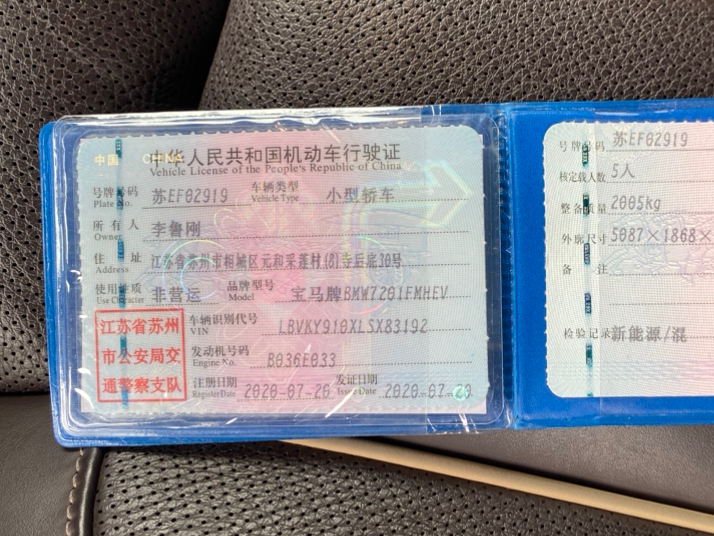 中国 CHINA
中华人民共和国机动车行驶证
Vehicle License of the People's Republic of China
号牌号码 苏EF02919 车辆类型 小型轿车
Plate No. Vehicle Type
所有人 李鲁刚
Owner
住址 江苏省苏州市相城区元和采莲村(8)寺后底30号
Address
使用性质 非营运 品牌型号 宝马牌BMW7201FMHEV
Use Character Model
江苏省苏州
市公安局交
通警察支队
车辆识别代号 LBVKY910XLSX83192
VIN
发动机号码 B036E033
Engine No.
注册日期 2020-07-20 发证日期 2020-07-20
Register Date Issue Date
号牌号码 苏EF02919
核定载人数 5人
整备质量 2005kg
外廓尺寸 5087×1868×
备注
检验记录 新能源/混